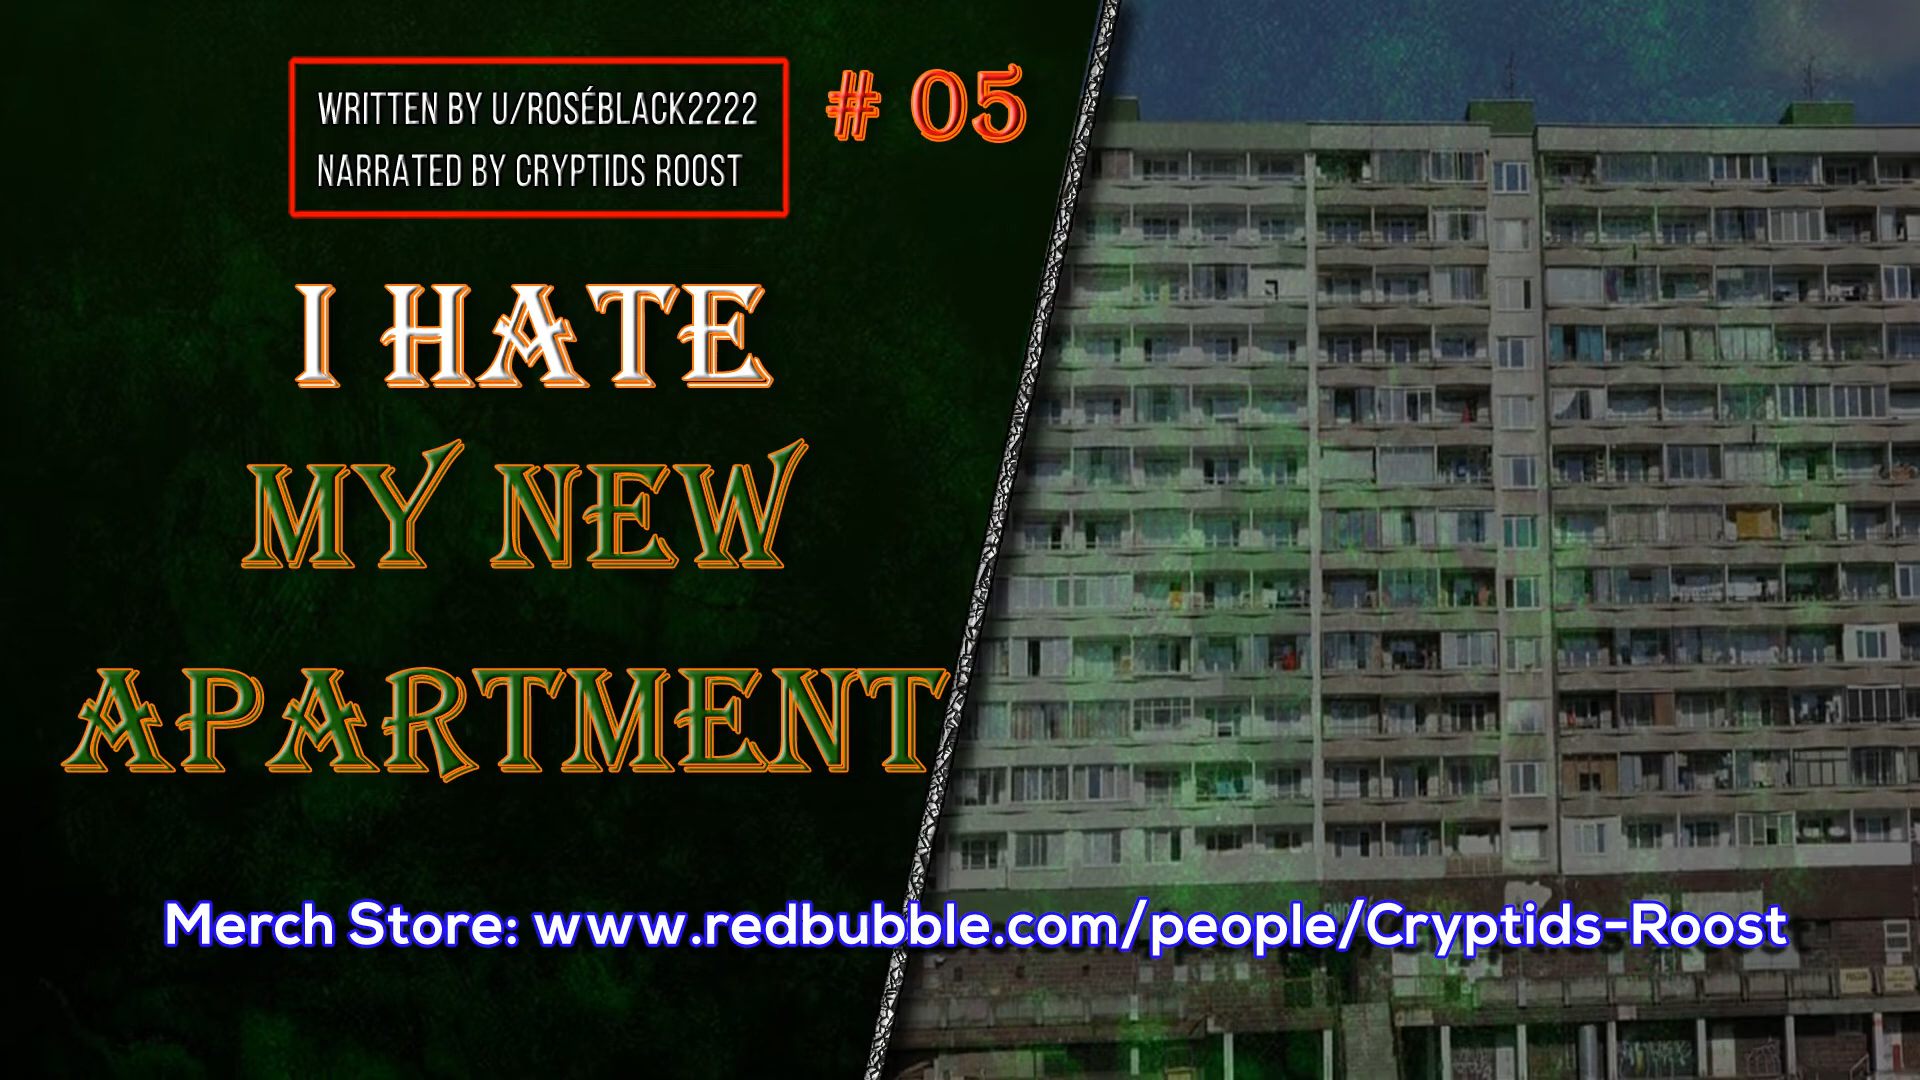 WRITTEN BY U/ROSÉBLACK2222
NARRATED BY CRYPTIDS ROOST
# 05
I HATE
MY NEW
APARTMENT
Merch Store: www.redbubble.com/people/Cryptids-Roost